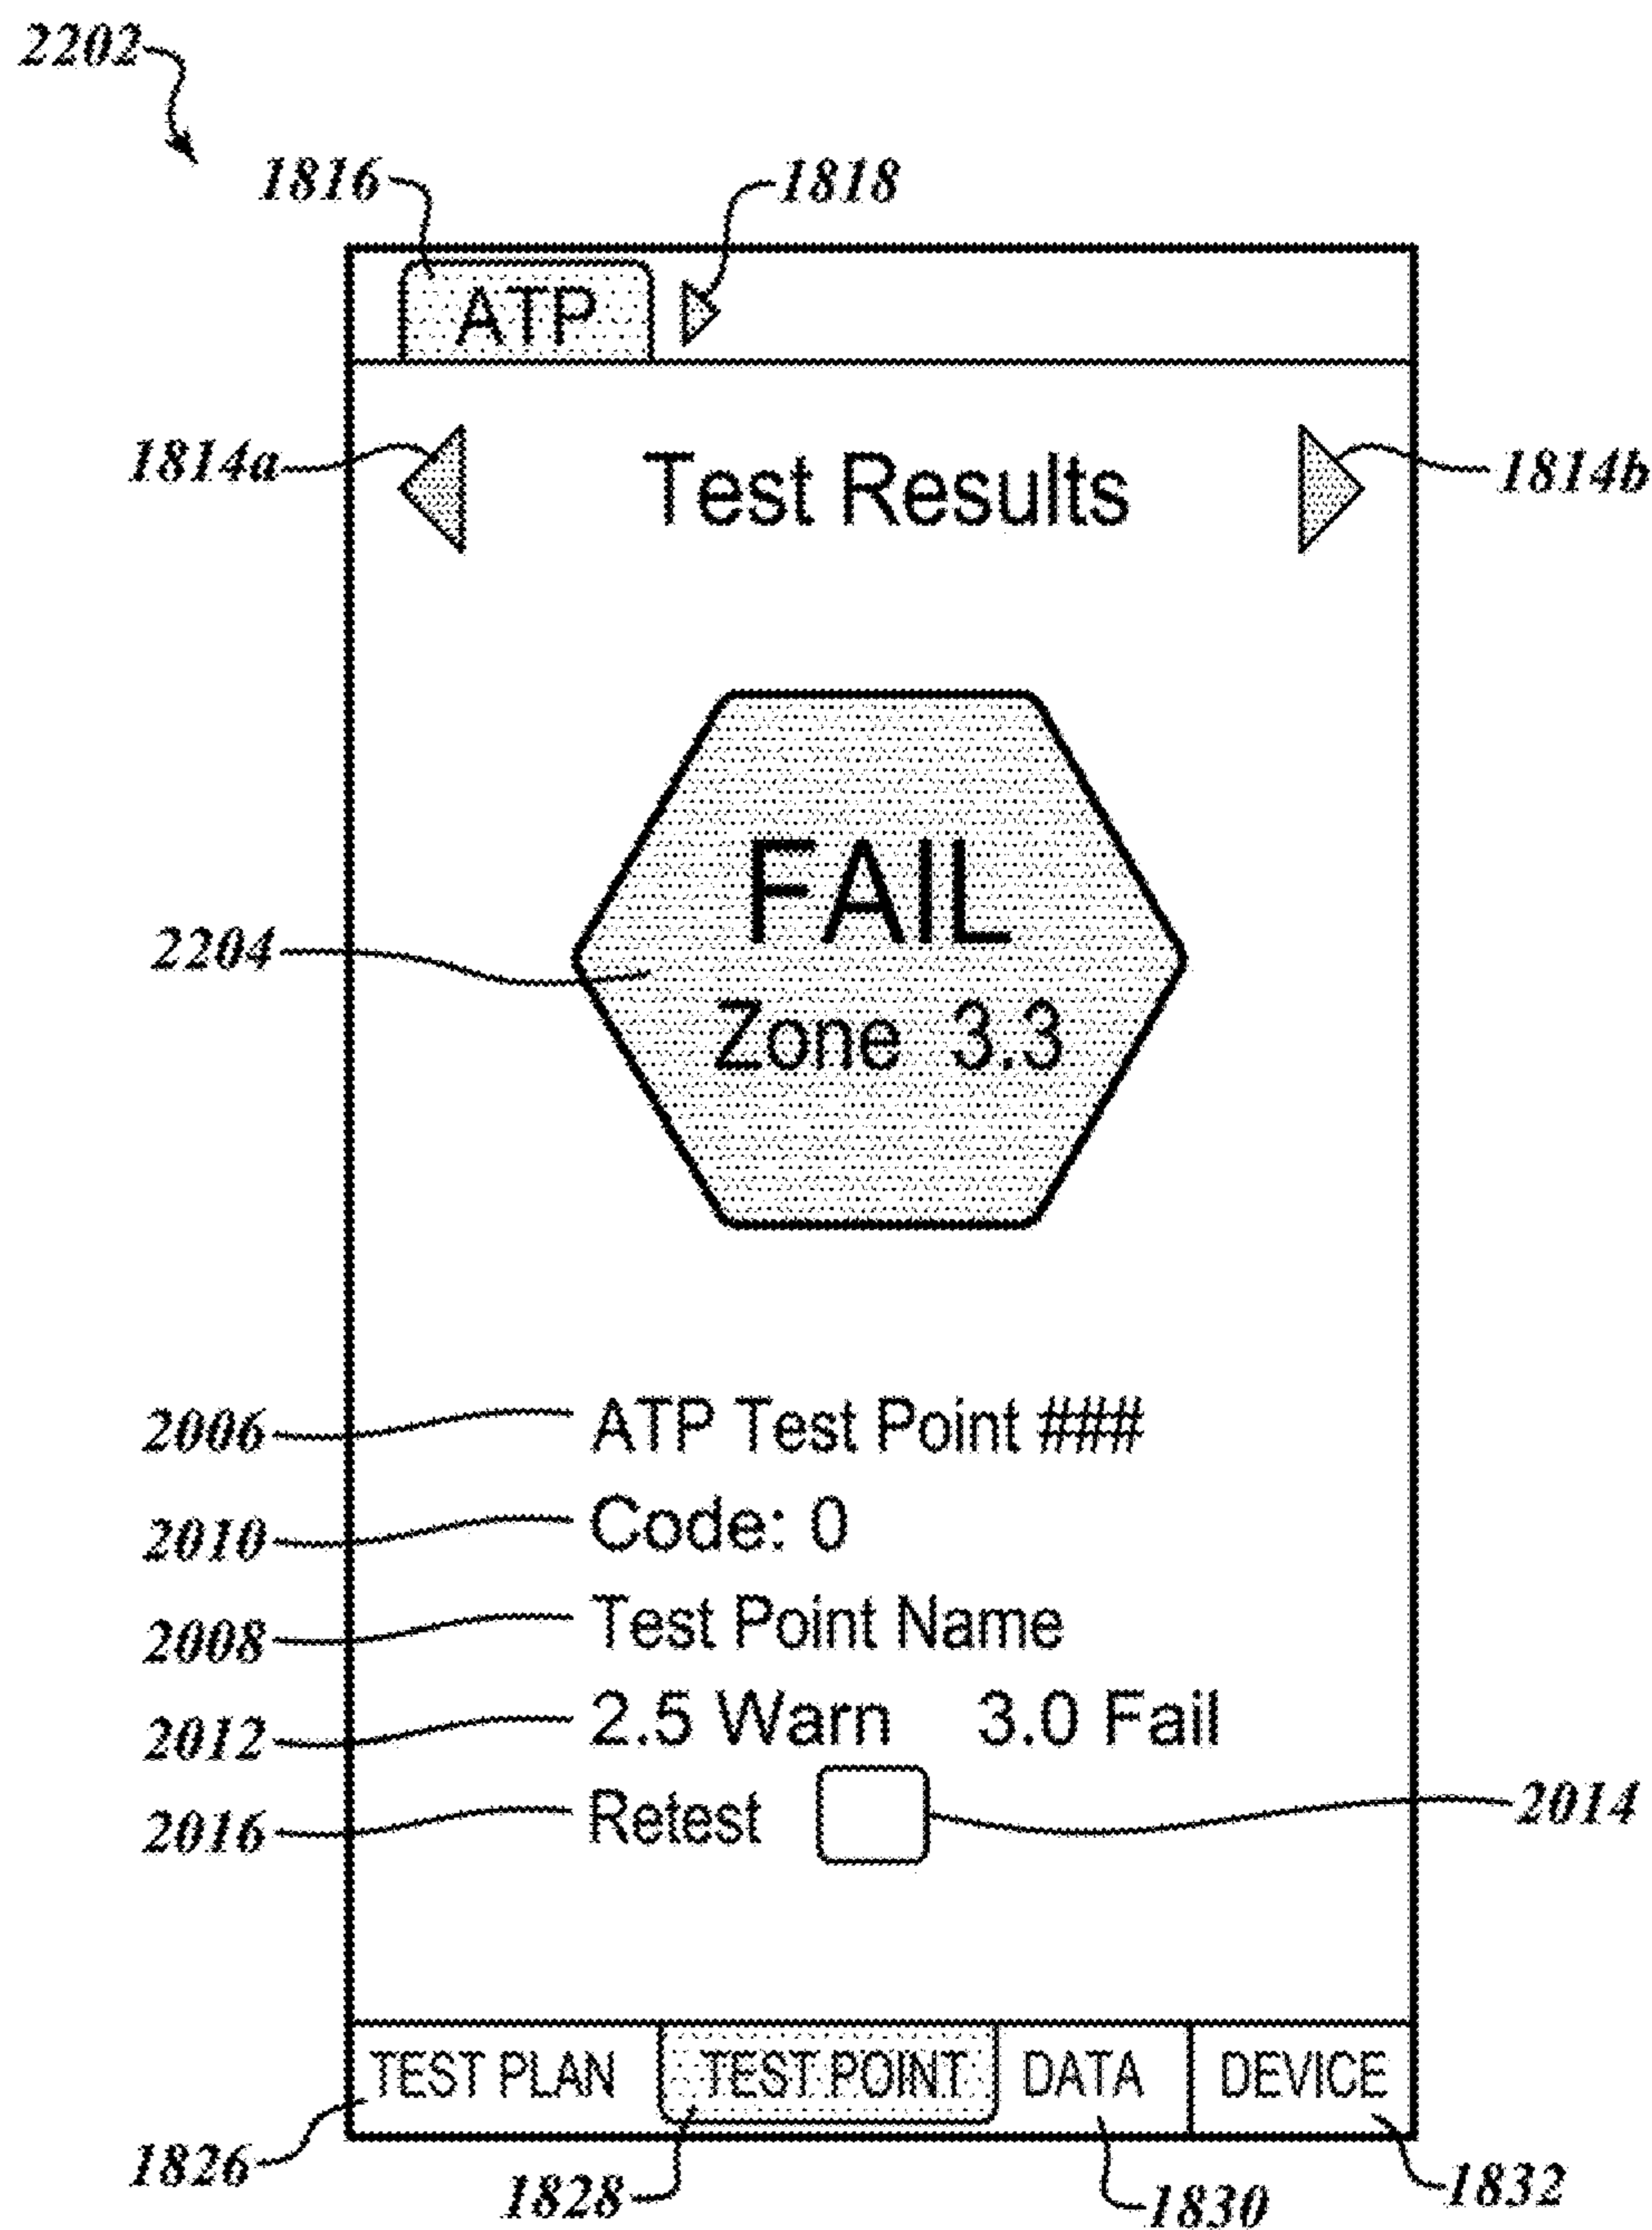 2202
1816 1818
ATP
1814a Test Results 1814b
FAIL
2204
Zone 3.3
2006 ATP Test Point ###
2010 Code: 0
2008 Test Point Name
2012 2.5 Warn 3.0 Fail
2016 Retest 2014
TEST PLAN TEST POINT DATA DEVICE
1826 1828 1830 1832